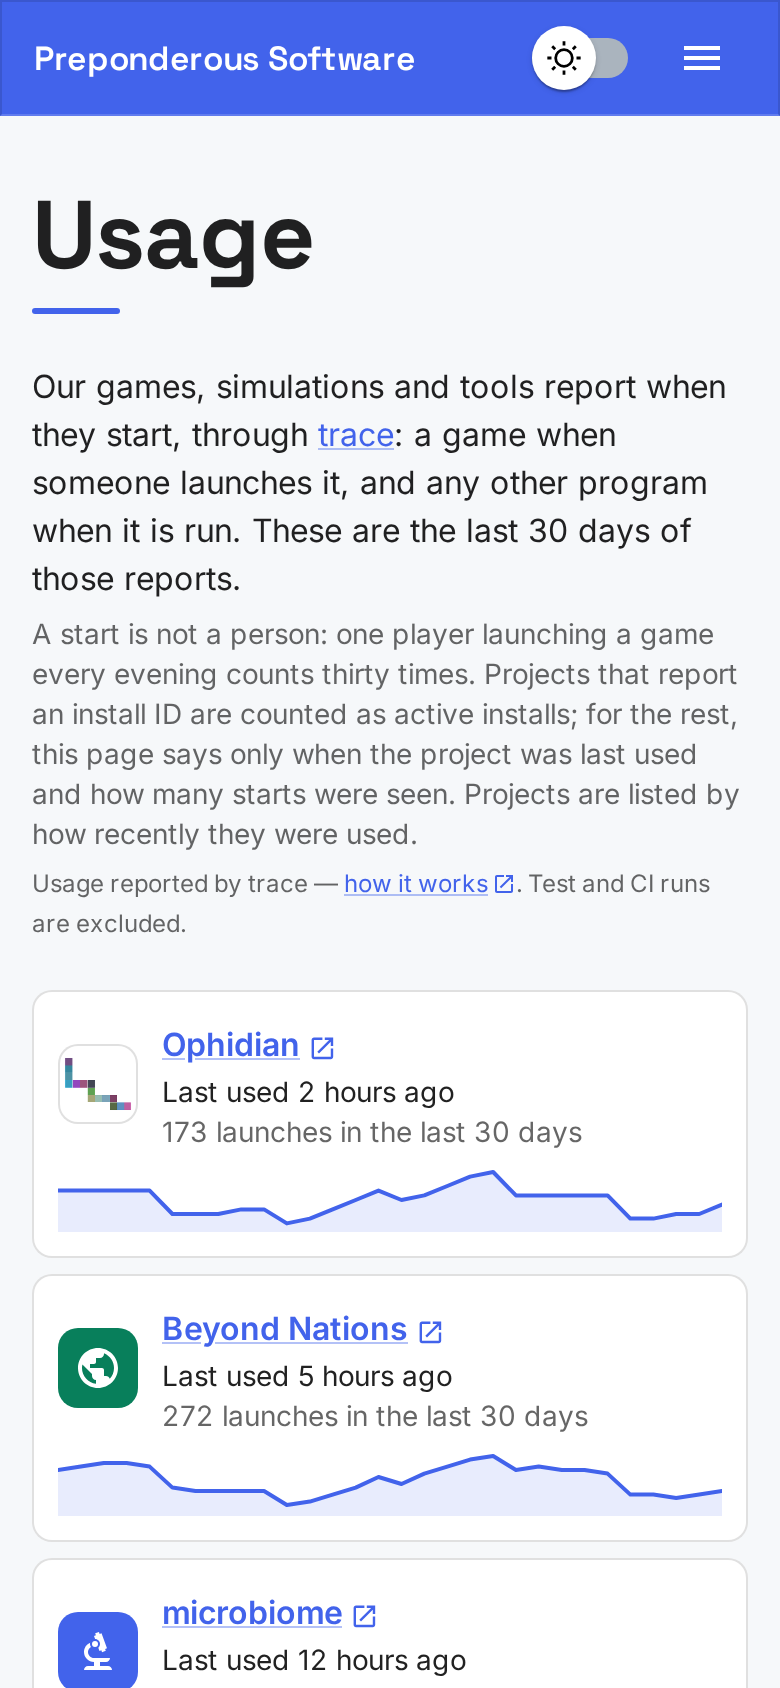 Preponderous Software
Usage
Our games, simulations and tools report when
they start, through trace: a game when
someone launches it, and any other program
when it is run. These are the last 30 days of
those reports.
A start is not a person: one player launching a game
every evening counts thirty times. Projects that report
an install ID are counted as active installs; for the rest,
this page says only when the project was last used
and how many starts were seen. Projects are listed by
how recently they were used.
Usage reported by trace — how it works. Test and CI runs
are excluded.
Ophidian
Last used 2 hours ago
173 launches in the last 30 days
Beyond Nations
Last used 5 hours ago
272 launches in the last 30 days
microbiome
Last used 12 hours ago